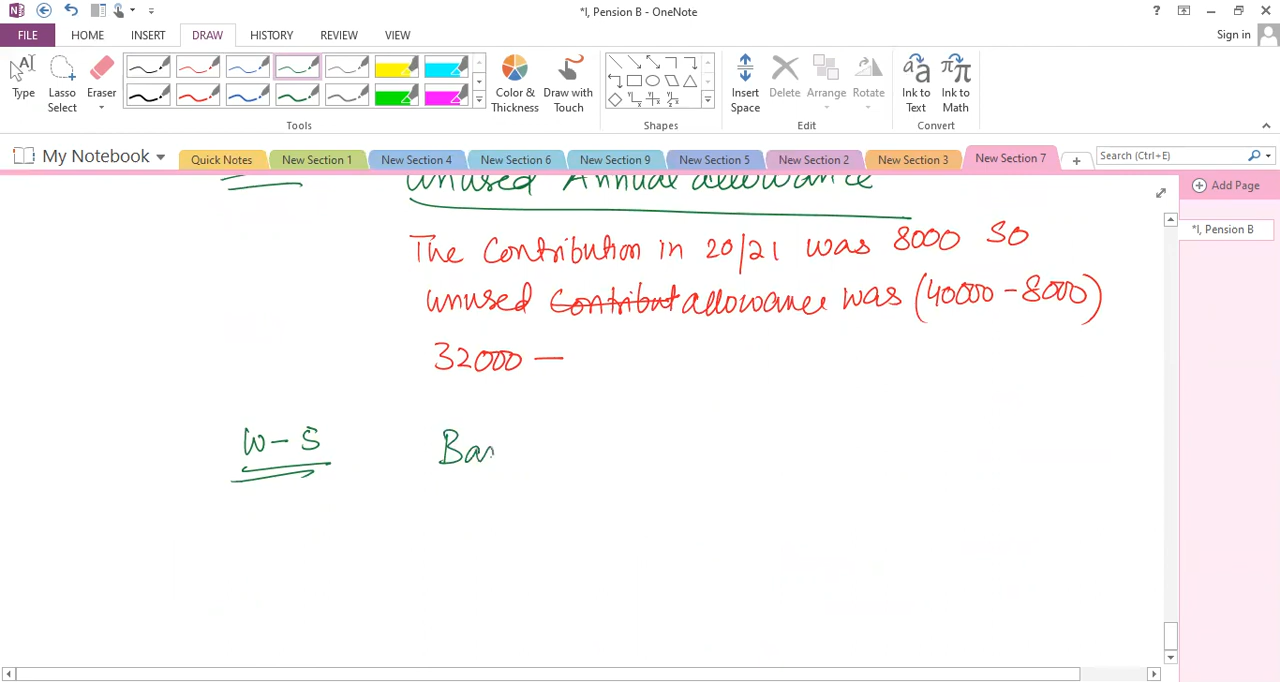 *I, Pension B - OneNote
?
FILE HOME INSERT DRAW HISTORY REVIEW VIEW
Sign in
Type
Lasso Select
Eraser
Color & Thickness
Draw with Touch
Insert Space
Delete
Arrange
Rotate
Ink to Text
Ink to Math
Tools
Shapes
Edit
Convert
My Notebook
Quick Notes
New Section 1
New Section 4
New Section 6
New Section 9
New Section 5
New Section 2
New Section 3
New Section 7
Search (Ctrl+E)
Add Page
*I, Pension B
unused Annual allowance
The Contribution in 20/21 was 8000 So
unused Contribut allowance was (40000 - 8000)
32000 —
W - 5
Ban